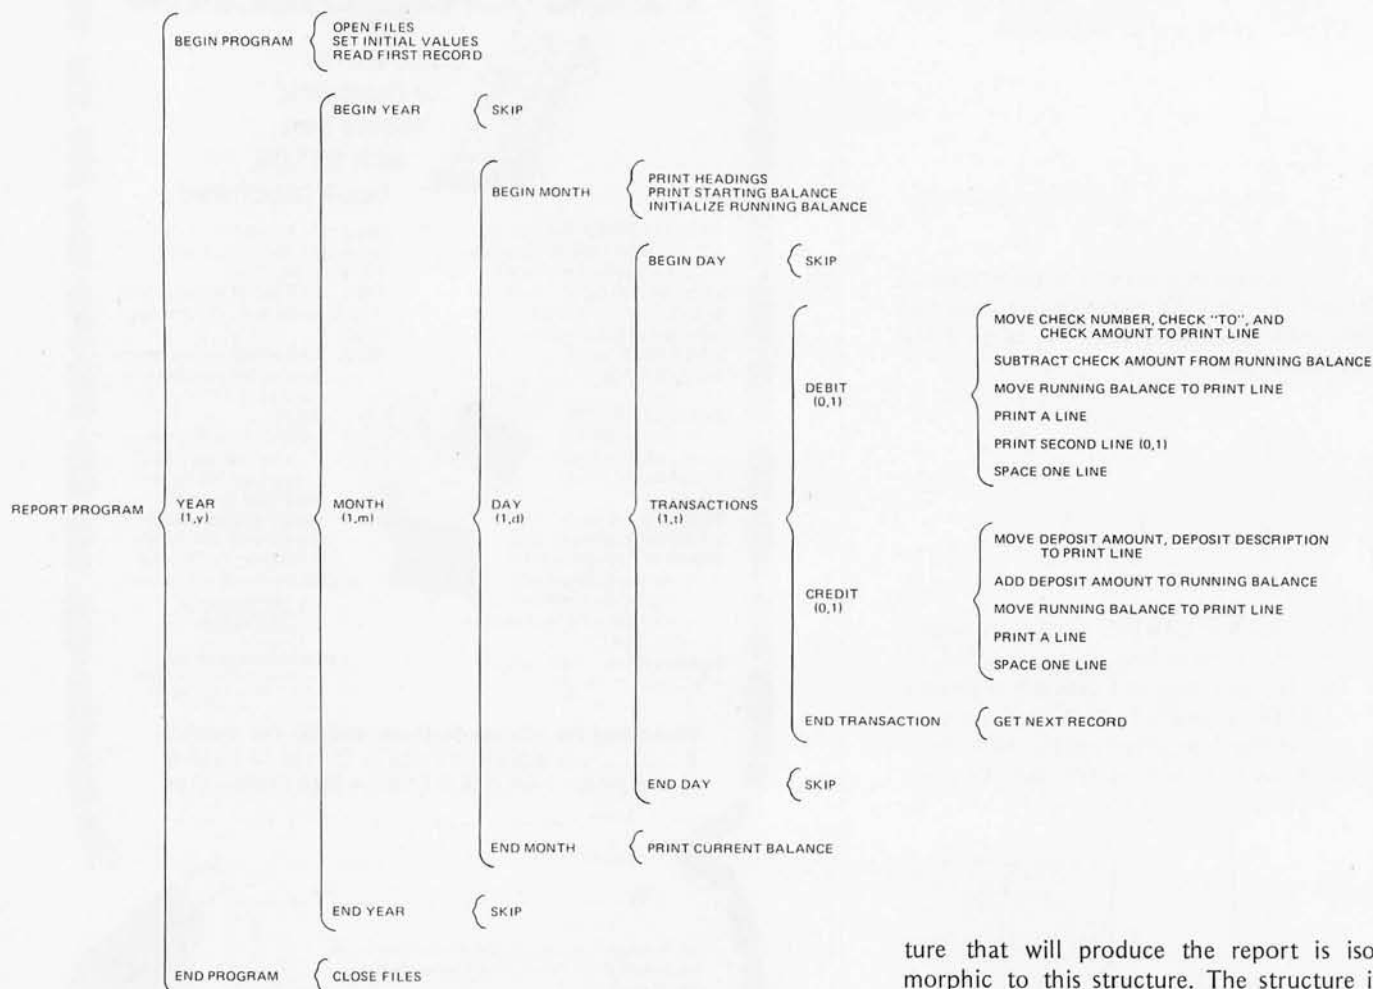 BEGIN PROGRAM
OPEN FILES
SET INITIAL VALUES
READ FIRST RECORD
BEGIN YEAR
SKIP
BEGIN MONTH
PRINT HEADINGS
PRINT STARTING BALANCE
INITIALIZE RUNNING BALANCE
BEGIN DAY
SKIP
DEBIT
(0,1)
MOVE CHECK NUMBER, CHECK "TO", AND
CHECK AMOUNT TO PRINT LINE
SUBTRACT CHECK AMOUNT FROM RUNNING BALANCE
MOVE RUNNING BALANCE TO PRINT LINE
PRINT A LINE
PRINT SECOND LINE (0,1)
SPACE ONE LINE
REPORT PROGRAM
YEAR
(1,y)
MONTH
(1,m)
DAY
(1,d)
TRANSACTIONS
(1,t)
CREDIT
(0,1)
MOVE DEPOSIT AMOUNT, DEPOSIT DESCRIPTION
TO PRINT LINE
ADD DEPOSIT AMOUNT TO RUNNING BALANCE
MOVE RUNNING BALANCE TO PRINT LINE
PRINT A LINE
SPACE ONE LINE
END TRANSACTION
GET NEXT RECORD
END DAY
SKIP
END MONTH
PRINT CURRENT BALANCE
END YEAR
SKIP
END PROGRAM
CLOSE FILES
ture that will produce the report is iso
morphic to this structure. The structure i